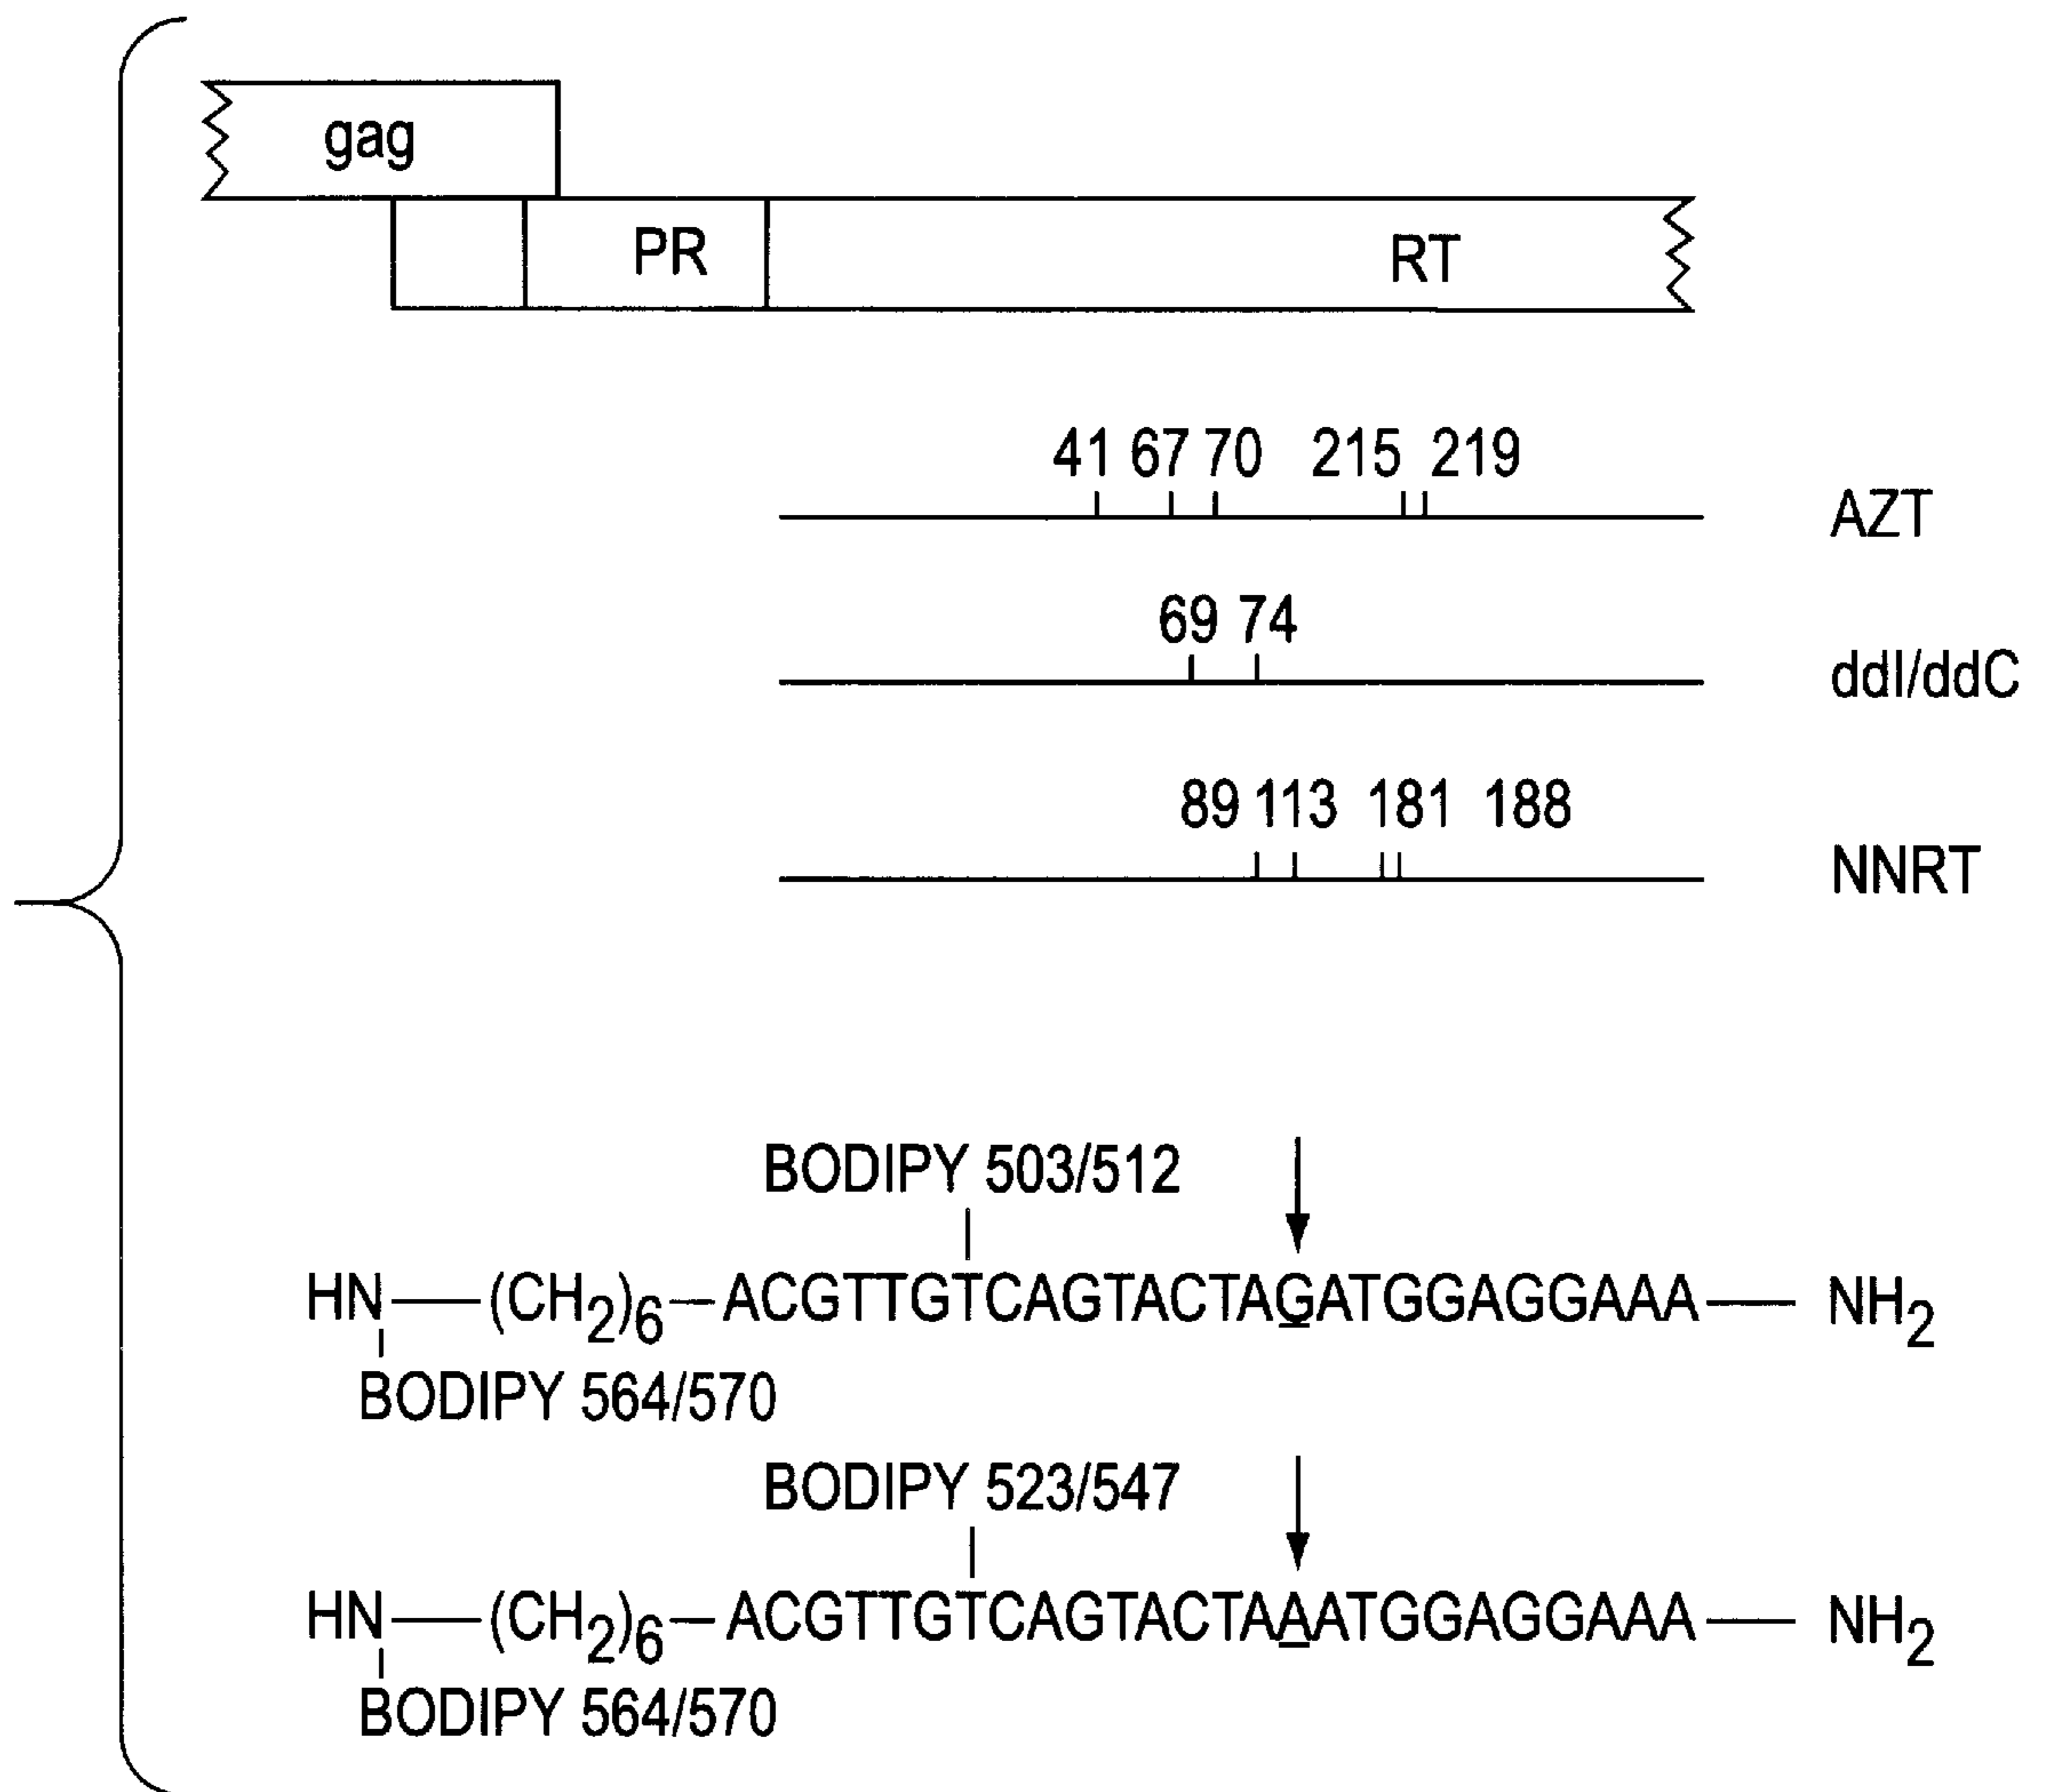 gag
PR RT
41 67 70 215 219
AZT
69 74
ddI/ddC
89 113 181 188
NNRT
BODIPY 503/512
HN—(CH2)6—ACGTTGTCAGTACTAGATGGAGGAAA—NH2
BODIPY 564/570
BODIPY 523/547
HN—(CH2)6—ACGTTGTCAGTACTAAATGGAGGAAA—NH2
BODIPY 564/570